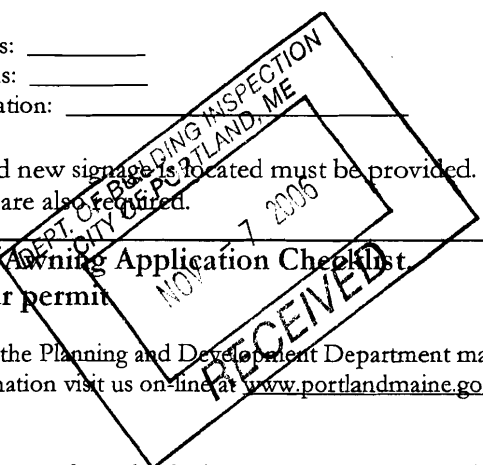 s:
ns:
ation:
d new signage is located must be provided.
are also required.
Awning Application Checklist.
r permit
the Planning and Development Department ma
nation visit us on-line at www.portlandmaine.go
DEPT. OF BUILDING INSPECTION
CITY OF PORTLAND, ME
NOV - 7 2006
RECEIVED